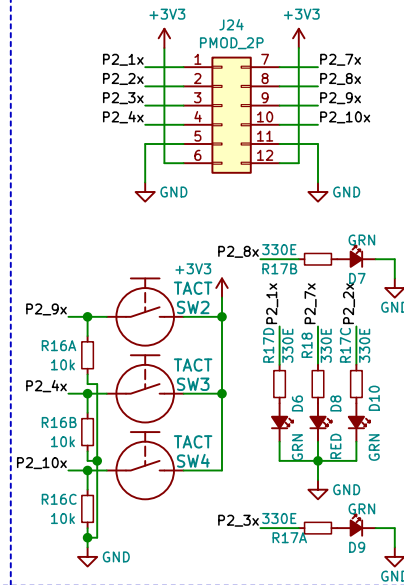 +3V3 +3V3
J24
PMOD_2P
P2_1x 1 7 P2_7x
P2_2x 2 8 P2_8x
P2_3x 3 9 P2_9x
P2_4x 4 10 P2_10x
5 11
6 12
GND GND
P2_8x 330E GRN
R17B D7
GND
+3V3
TACT
SW2
P2_9x
R16A
10k
TACT
SW3
P2_4x
R16B
10k
TACT
SW4
P2_10x
R16C
10k
GND
P2_1x P2_7x P2_2x
R17D 330E R18 330E R17C 330E
D6 D8 D10
GRN RED GRN
GND
P2_3x 330E GRN
R17A D9
GND